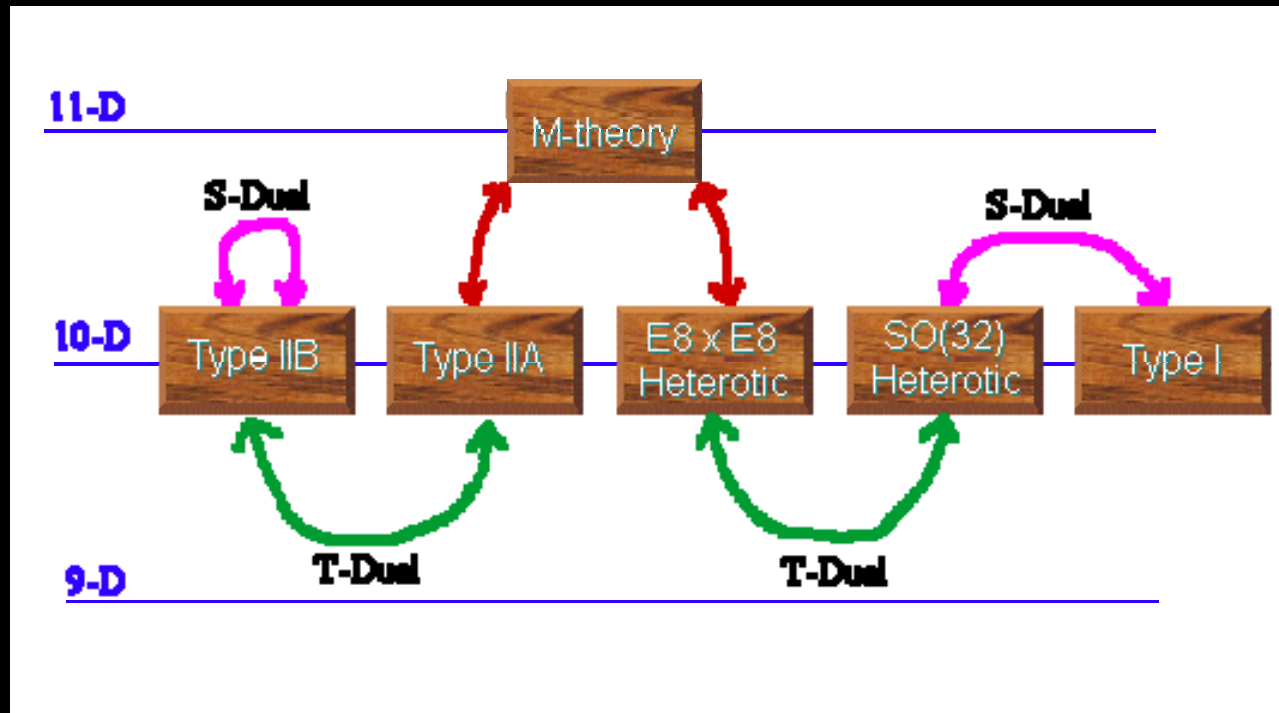 11-D
M-theory
S-Dual
S-Dual
10-D
Type IIB
Type IIA
E8 x E8
Heterotic
SO(32)
Heterotic
Type I
T-Dual
T-Dual
9-D